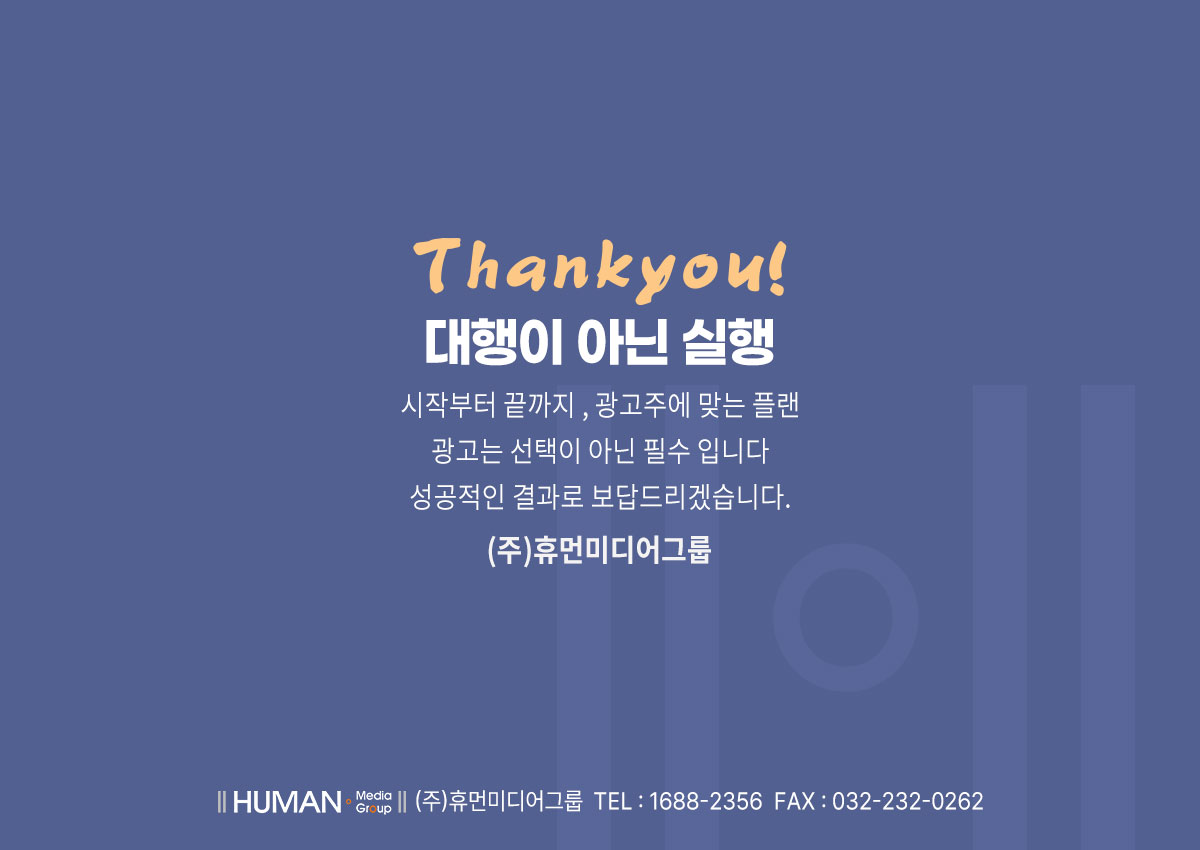 Thankyou!
대행이 아닌 실행
시작부터 끝까지 , 광고주에 맞는 플랜
광고는 선택이 아닌 필수 입니다
성공적인 결과로 보답드리겠습니다.
(주)휴먼미디어그룹
HUMAN Media Group (주)휴먼미디어그룹 TEL : 1688-2356 FAX : 032-232-0262